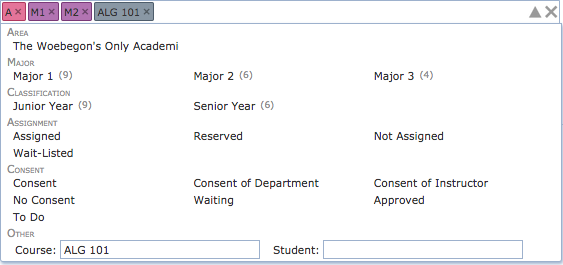 A × M1 × M2 × ALG 101 ×
AREA
The Woebegon's Only Academi
MAJOR
Major 1 (9) Major 2 (6) Major 3 (4)
CLASSIFICATION
Junior Year (9) Senior Year (6)
ASSIGNMENT
Assigned Reserved Not Assigned
Wait-Listed
CONSENT
Consent Consent of Department Consent of Instructor
No Consent Waiting Approved
To Do
OTHER
Course: ALG 101 Student: